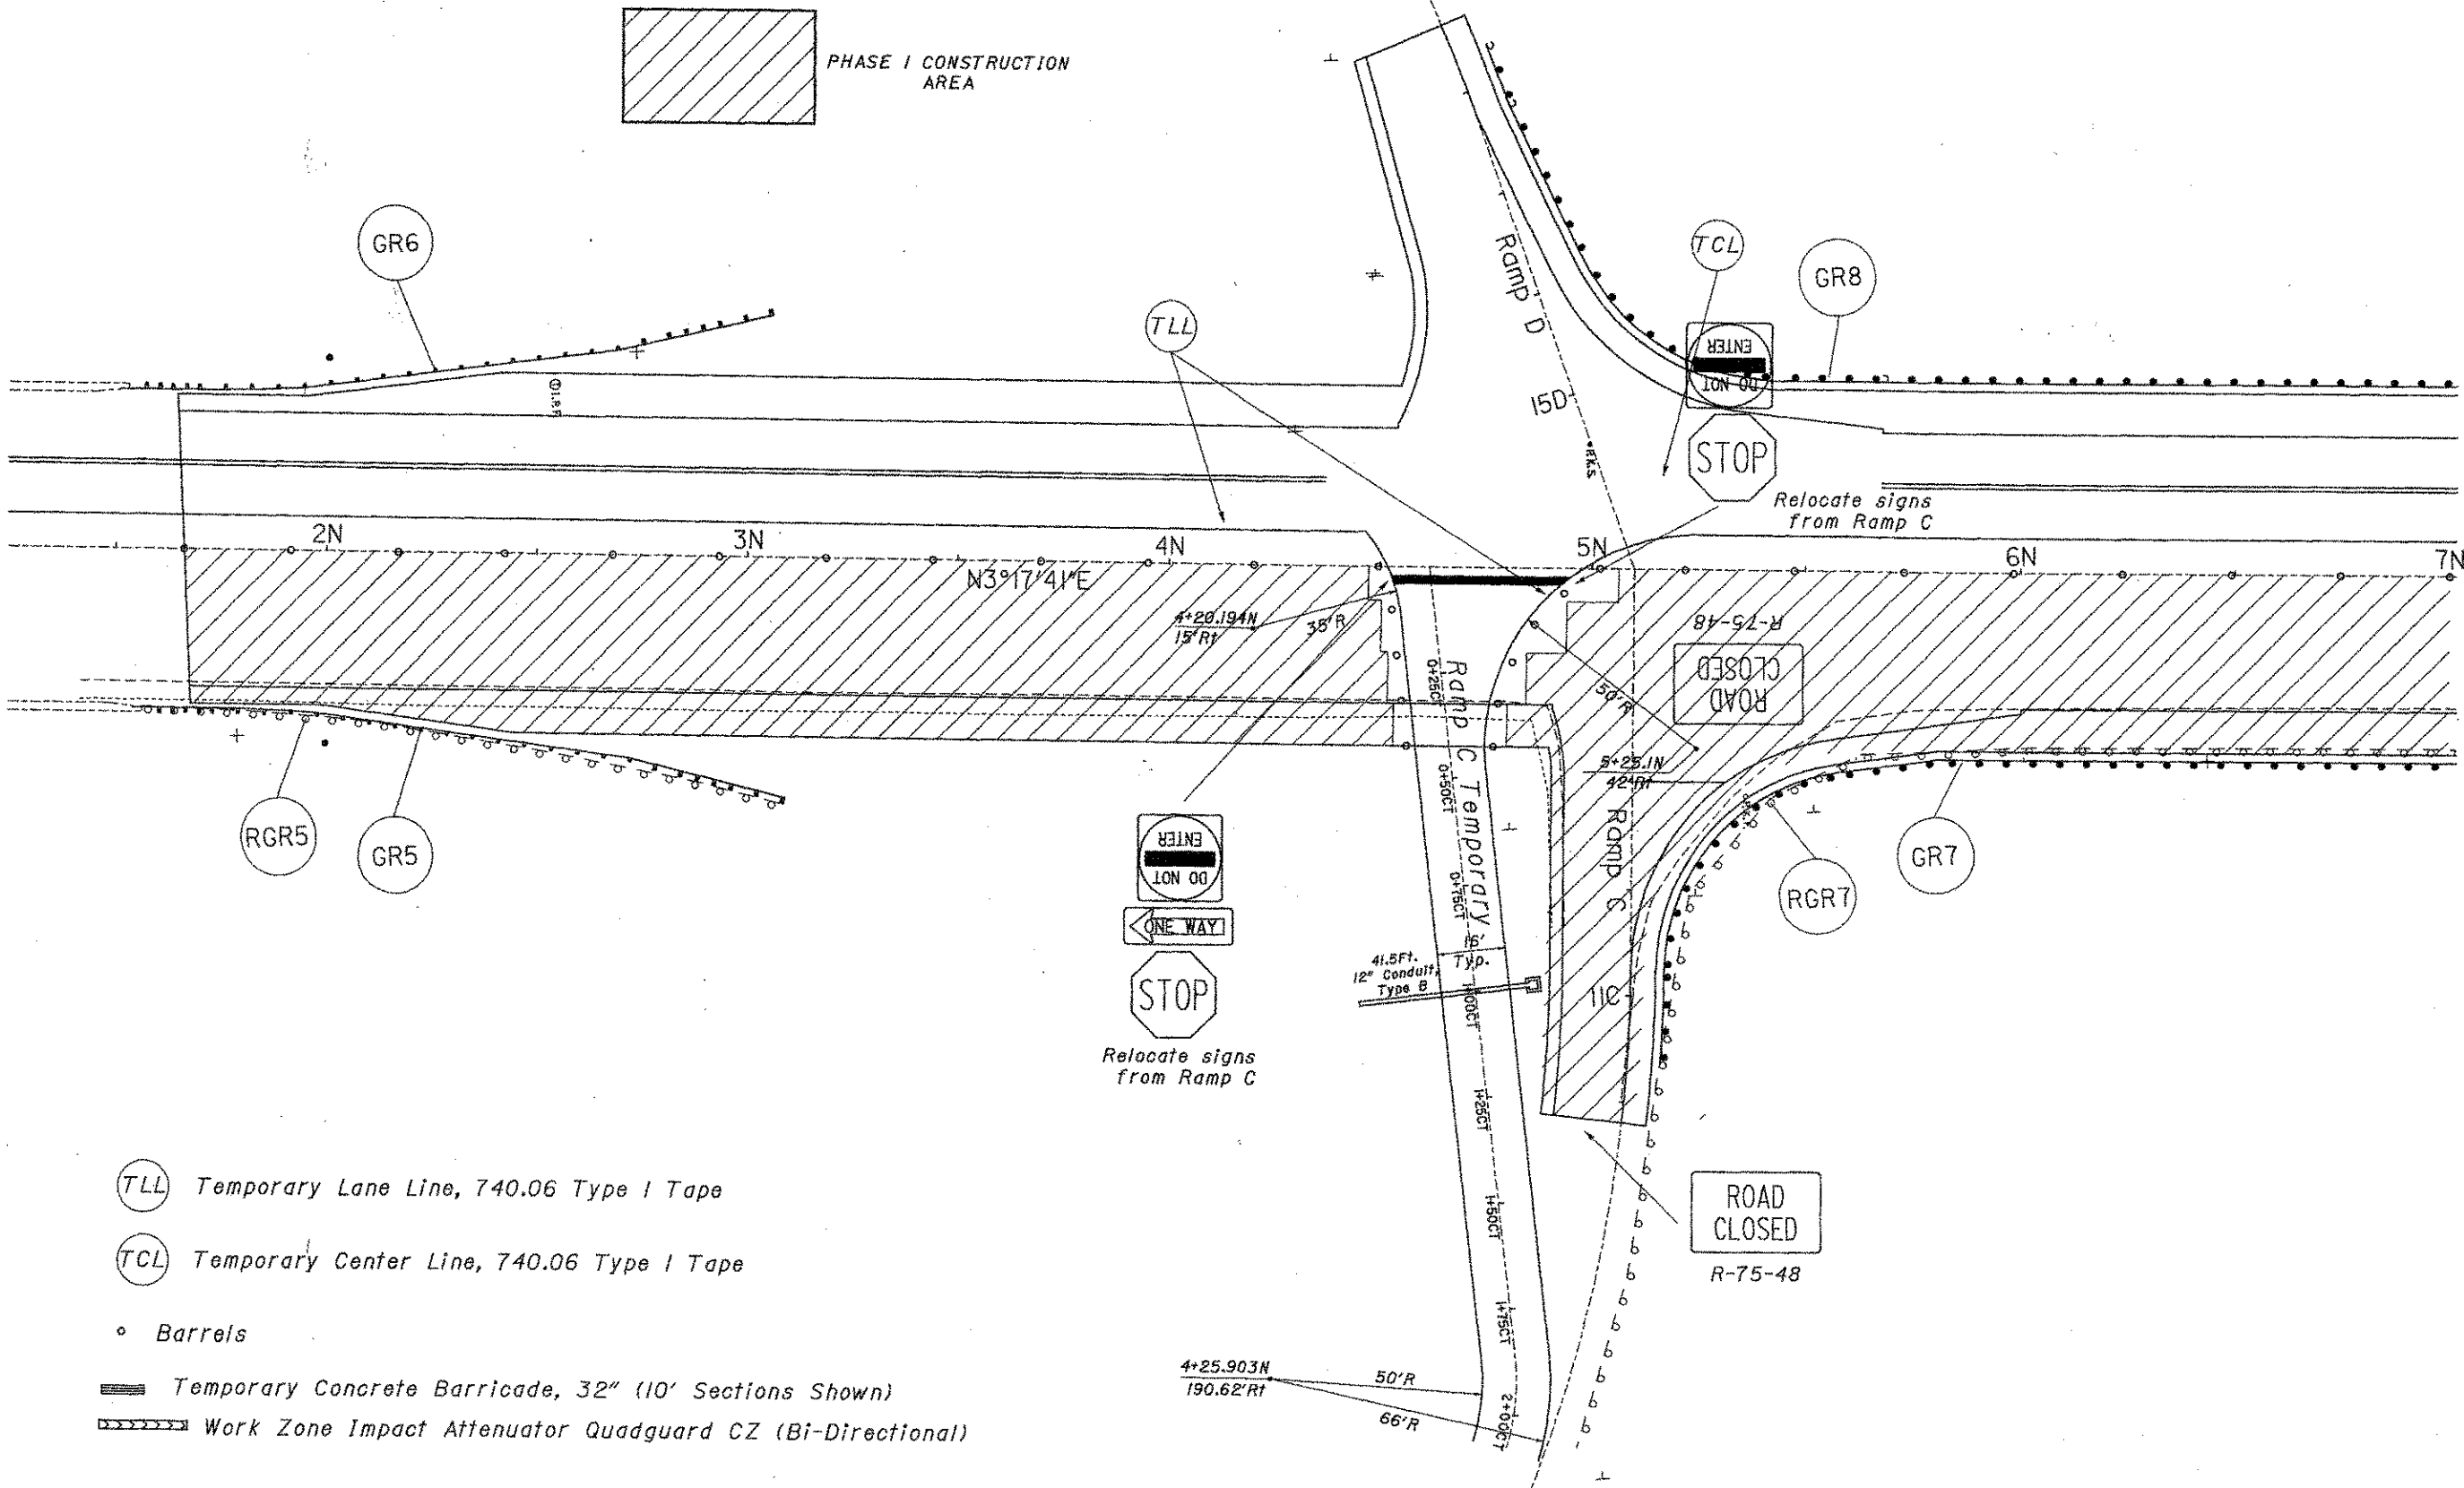 PHASE 1 CONSTRUCTION
AREA
GR6
TLL
Ramp D
TCL
GR8
DO NOT
ENTER
15D
STOP
Relocate signs
from Ramp C
2N
3N
4N
5N
6N
7N
N3°17'41"E
4+20.194N
15'Rt
35'R
0+25CT
Ramp C Temporary
50'R
R-75-48
ROAD
CLOSED
5+25.1N
42'Rt
0+50CT
0+75CT
Ramp C
RGR5
GR5
DO NOT
ENTER
ONE WAY
STOP
Relocate signs
from Ramp C
16'
Typ.
41.5Ft.
12" Conduit,
Type B
1+00CT
11C
RGR7
GR7
1+25CT
1+50CT
1+75CT
2+00CT
ROAD
CLOSED
R-75-48
4+25.903N
190.62'Rt
50'R
66'R
TLL Temporary Lane Line, 740.06 Type 1 Tape
TCL Temporary Center Line, 740.06 Type 1 Tape
Barrels
Temporary Concrete Barricade, 32" (10' Sections Shown)
Work Zone Impact Attenuator Quadguard CZ (Bi-Directional)